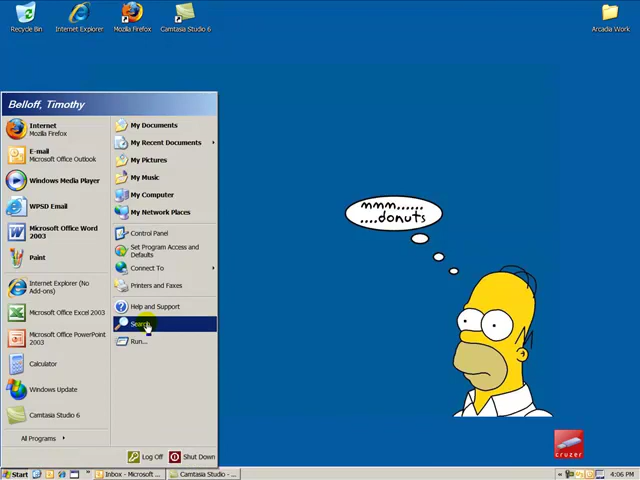 Recycle Bin
Internet Explorer
Mozilla Firefox
Camtasia Studio 6
Arcadia Work
Belloff, Timothy
Internet
Mozilla Firefox
E-mail
Microsoft Office Outlook
Windows Media Player
WPSD Email
Microsoft Office Word
2003
Paint
Internet Explorer (No
Add-ons)
Microsoft Office Excel 2003
Microsoft Office PowerPoint
2003
Calculator
Windows Update
Camtasia Studio 6
All Programs
My Documents
My Recent Documents
My Pictures
My Music
My Computer
My Network Places
Control Panel
Set Program Access and
Defaults
Connect To
Printers and Faxes
Help and Support
Search
Run...
Log Off
Shut Down
mmm......
....donuts
cruzer
Start
Inbox - Microsoft ...
Camtasia Studio - ...
4:06 PM